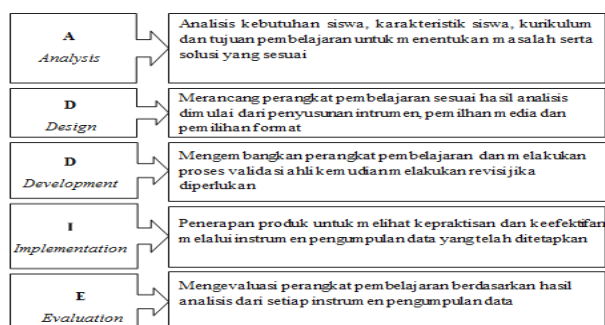 A
Analysis
Analisis kebutuhan siswa, karakteristik siswa, kurikulum
dan tujuan pembelajaran untuk menentukan masalah serta
solusi yang sesuai
D
Design
Merancang perangkat pembelajaran sesuai hasil analisis
dimulai dari penyusunan intrumen, pemilhan media dan
pemilihan format
D
Development
Mengembangkan perangkat pembelajaran dan melakukan
proses validasi ahli kemudian melakukan revisi jika
diperlukan
I
Implementation
Penerapan produk untuk melihat kepraktisan dan keefektifan
melalui instrumen pengumpulan data yang telah ditetapkan
E
Evaluation
Mengevaluasi perangkat pembelajaran berdasarkan hasil
analisis dari setiap instrumen pengumpulan data